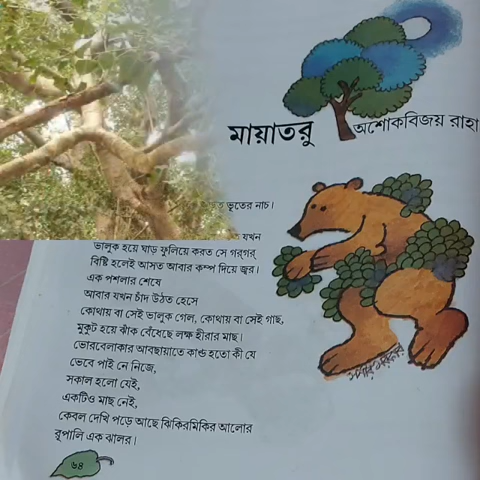 মায়াতরু
অশোকবিজয় রাহা
ভূতের নাচ।
যখন
ভালুক হয়ে ঘাড় ফুলিয়ে করত সে গর্‌গর্‌
বিষ্টি হলেই আসত আবার কম্প দিয়ে জ্বর।
এক পশলার শেষে
আবার যখন চাঁদ উঠত হেসে
কোথায় বা সেই ভালুক গেল, কোথায় বা সেই গাছ,
মুকুট হয়ে ঝাঁক বেঁধেছে লক্ষ হীরার মাছ।
ভোরবেলাকার আবছায়াতে কাণ্ড হতো কী যে
ভেবে পাই নে নিজে,
সকাল হলো যেই,
একটিও মাছ নেই,
কেবল দেখি পড়ে আছে ঝিকিরমিকির আলোর
রুপালি এক ঝালর।
৬৪